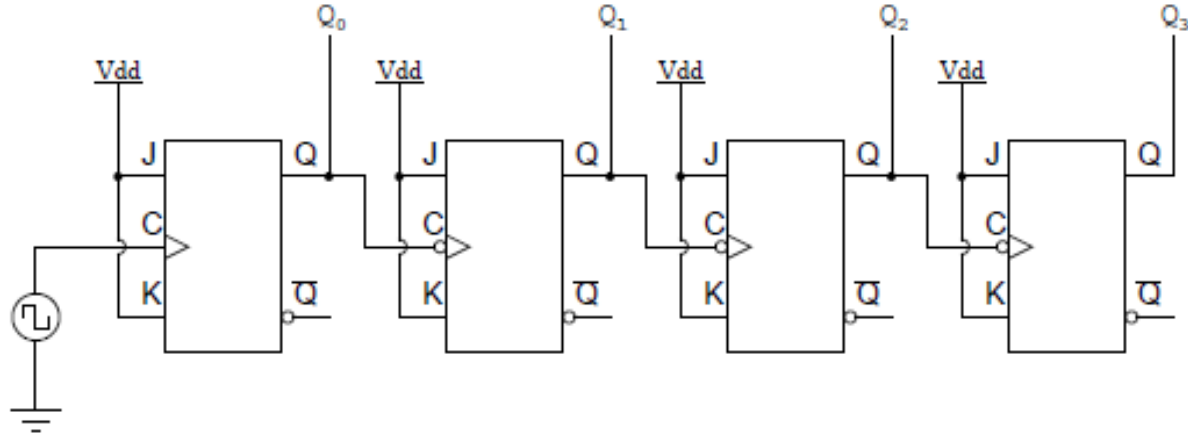 Q₀ Q₁ Q₂ Q₃
Vdd Vdd Vdd Vdd
J Q J Q J Q J Q
C C C C
K Q̅ K Q̅ K Q̅ K Q̅